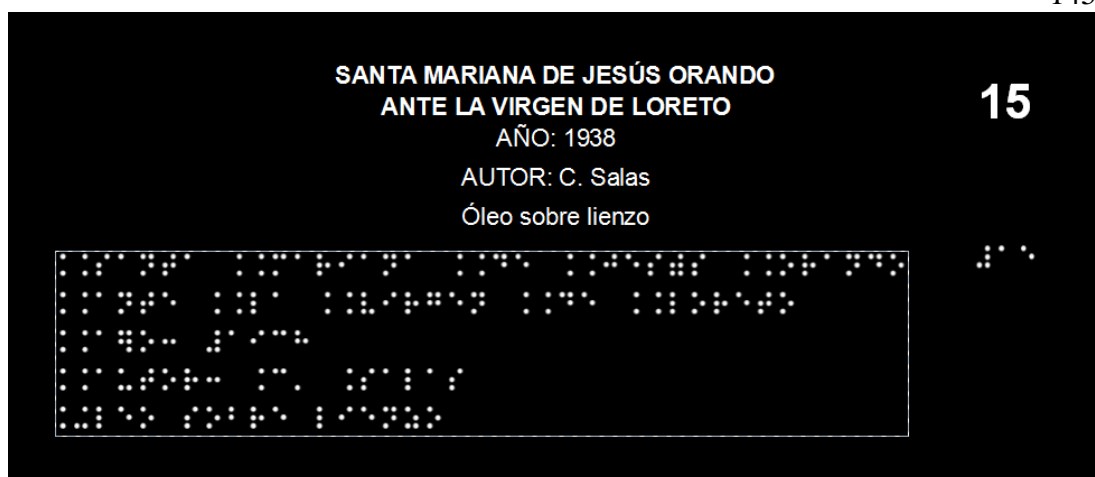 SANTA MARIANA DE JESÚS ORANDO
ANTE LA VIRGEN DE LORETO
15
AÑO: 1938
AUTOR: C. Salas
Óleo sobre lienzo
⠨⠨⠎⠁⠝⠞⠁ ⠨⠨⠍⠁⠗⠊⠁⠝⠁ ⠨⠨⠙⠑ ⠨⠨⠚⠑⠎⠾⠎ ⠨⠨⠕⠗⠁⠝⠙⠕
⠼⠁⠑
⠨⠨⠁⠝⠞⠑ ⠨⠨⠇⠁ ⠨⠨⠧⠊⠗⠛⠑⠝ ⠨⠨⠙⠑ ⠨⠨⠇⠕⠗⠑⠞⠕
⠨⠨⠁⠻⠕⠒ ⠼⠁⠊⠉⠓
⠨⠨⠁⠥⠞⠕⠗⠒ ⠨⠉⠄ ⠨⠎⠁⠇⠁⠎
⠨⠬⠇⠑⠕ ⠎⠕⠃⠗⠑ ⠇⠊⠑⠝⠵⠕